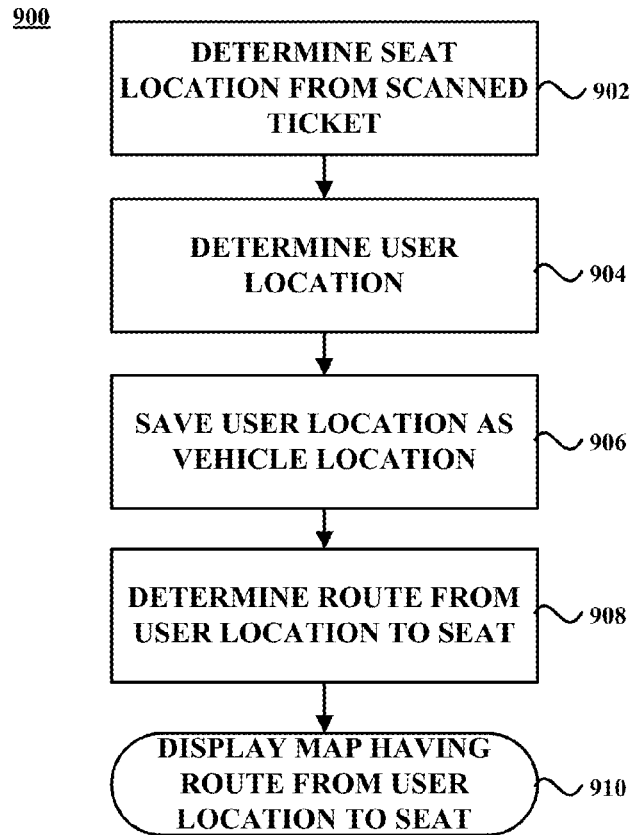 900
DETERMINE SEAT
LOCATION FROM SCANNED
TICKET
902
DETERMINE USER
LOCATION
904
SAVE USER LOCATION AS
VEHICLE LOCATION
906
DETERMINE ROUTE FROM
USER LOCATION TO SEAT
908
DISPLAY MAP HAVING
ROUTE FROM USER
LOCATION TO SEAT
910